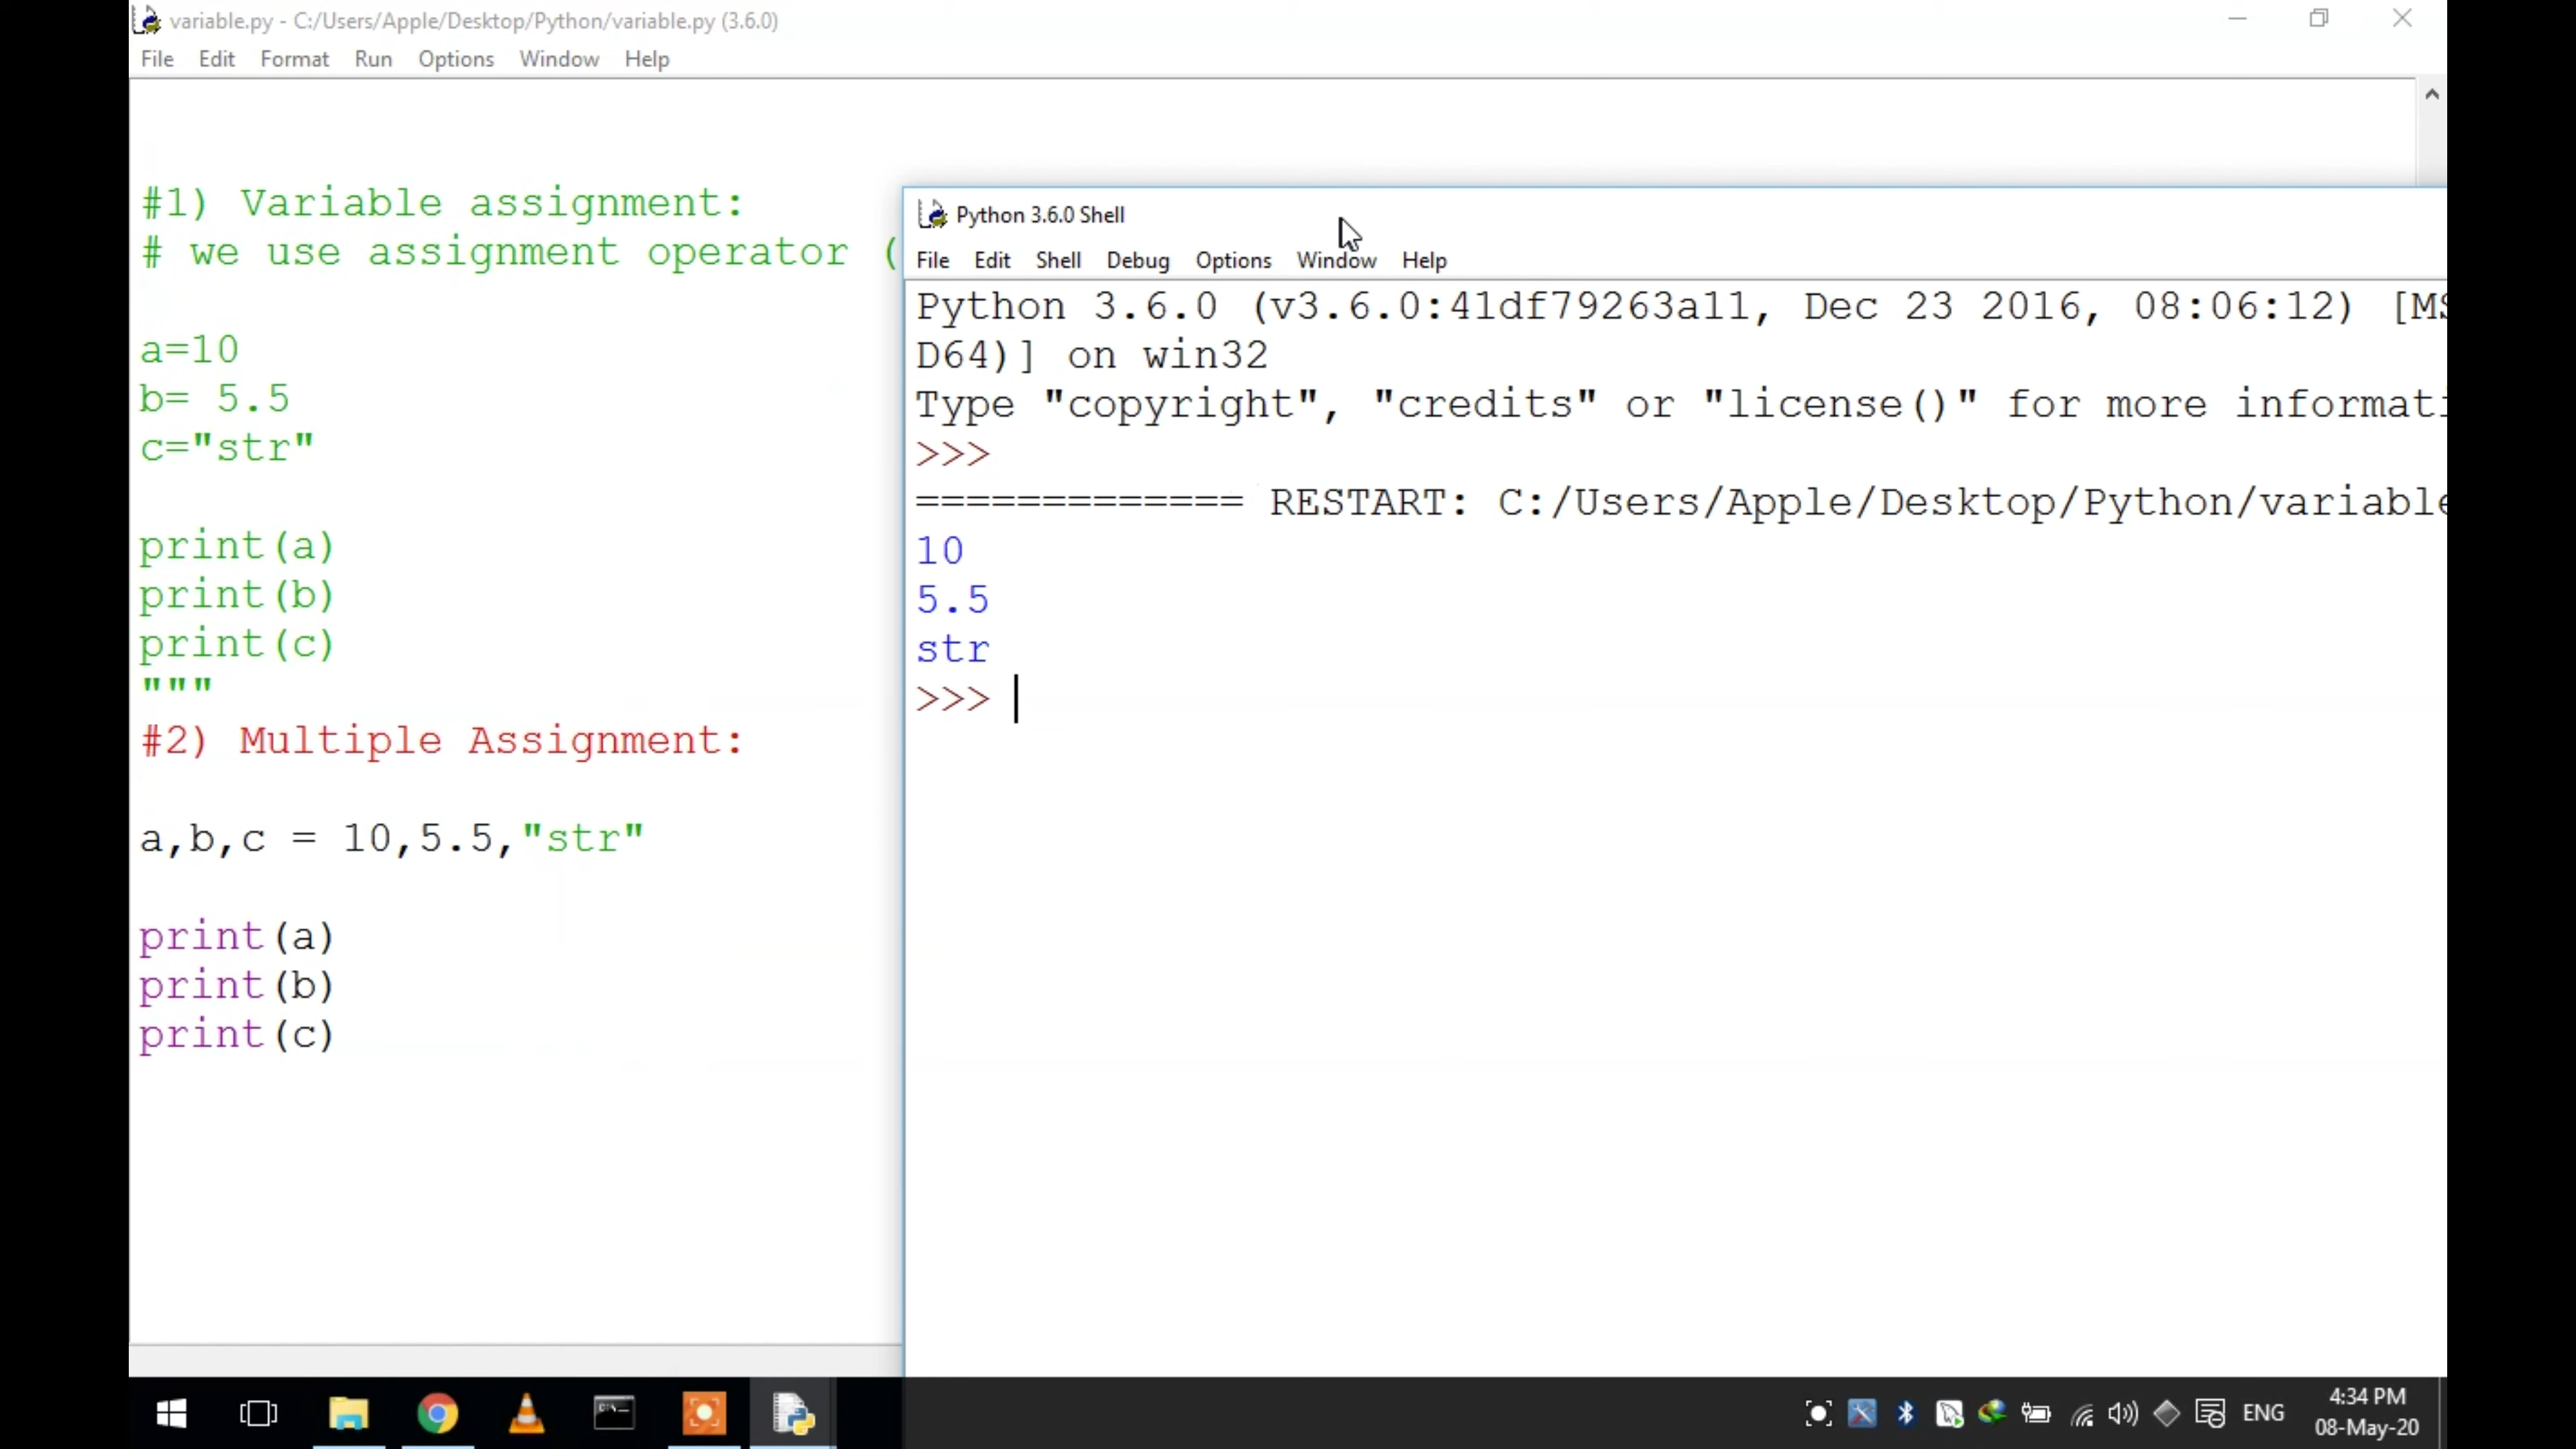 variable.py - C:/Users/Apple/Desktop/Python/variable.py (3.6.0)
File Edit Format Run Options Window Help
#1) Variable assignment:
# we use assignment operator (
a=10
b= 5.5
c="str"
print(a)
print(b)
print(c)
"""
#2) Multiple Assignment:
a,b,c = 10,5.5,"str"
print(a)
print(b)
print(c)
Python 3.6.0 Shell
File Edit Shell Debug Options Window Help
Python 3.6.0 (v3.6.0:41df79263a11, Dec 23 2016, 08:06:12) [MS
D64)] on win32
Type "copyright", "credits" or "license()" for more informati
>>>
============= RESTART: C:/Users/Apple/Desktop/Python/variable
10
5.5
str
>>>
ENG
4:34 PM
08-May-20